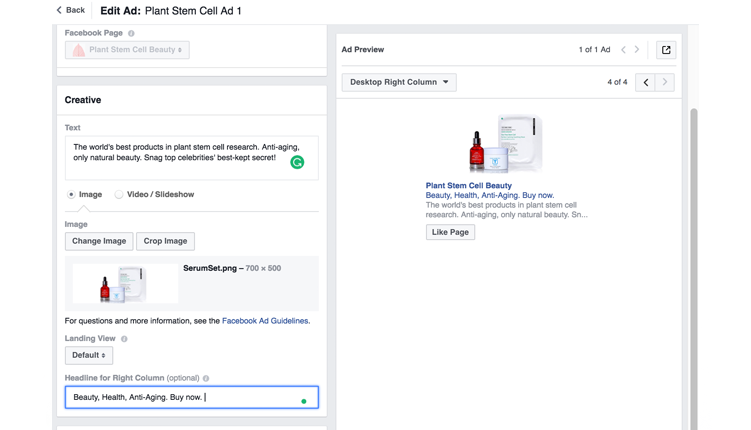 Back Edit Ad: Plant Stem Cell Ad 1
Facebook Page
Plant Stem Cell Beauty
Creative
Text
The world's best products in plant stem cell research. Anti-aging,
only natural beauty. Snag top celebrities' best-kept secret!
Image Video / Slideshow
Image
Change Image Crop Image
SerumSet.png – 700 × 500
For questions and more information, see the Facebook Ad Guidelines.
Landing View
Default
Headline for Right Column (optional)
Beauty, Health, Anti-Aging. Buy now.
Ad Preview 1 of 1 Ad
Desktop Right Column 4 of 4
Plant Stem Cell Beauty
Beauty, Health, Anti-Aging. Buy now.
The world's best products in plant stem cell
research. Anti-aging, only natural beauty. Sn...
Like Page